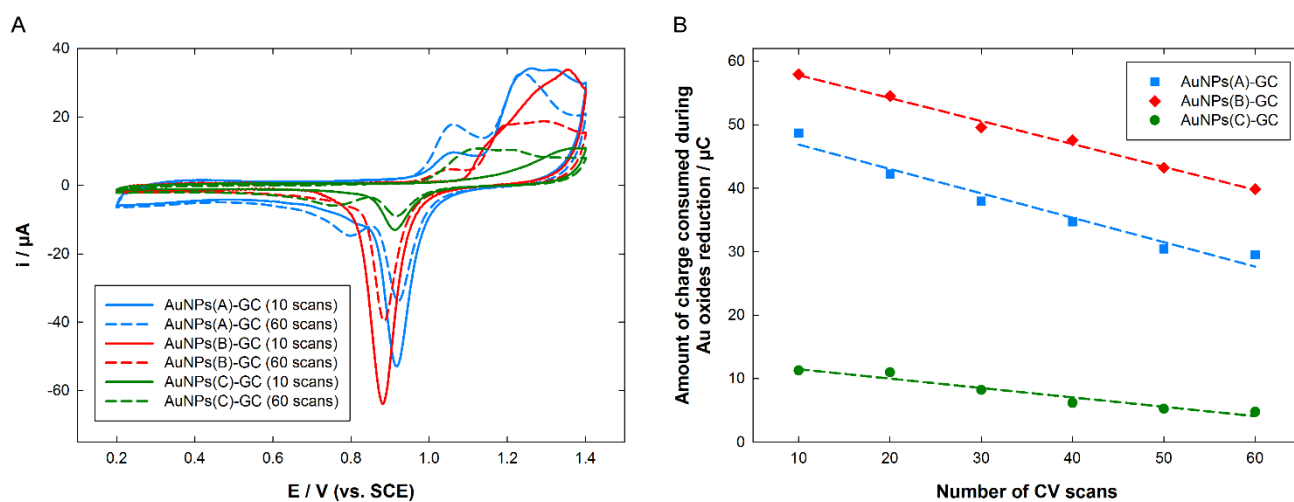 A
40
20
0
-20
-40
-60
i / µA
AuNPs(A)-GC (10 scans)
AuNPs(A)-GC (60 scans)
AuNPs(B)-GC (10 scans)
AuNPs(B)-GC (60 scans)
AuNPs(C)-GC (10 scans)
AuNPs(C)-GC (60 scans)
0.2 0.4 0.6 0.8 1.0 1.2 1.4
E / V (vs. SCE)
B
60
50
40
30
20
10
0
Amount of charge consumed during
Au oxides reduction / µC
AuNPs(A)-GC
AuNPs(B)-GC
AuNPs(C)-GC
10 20 30 40 50 60
Number of CV scans